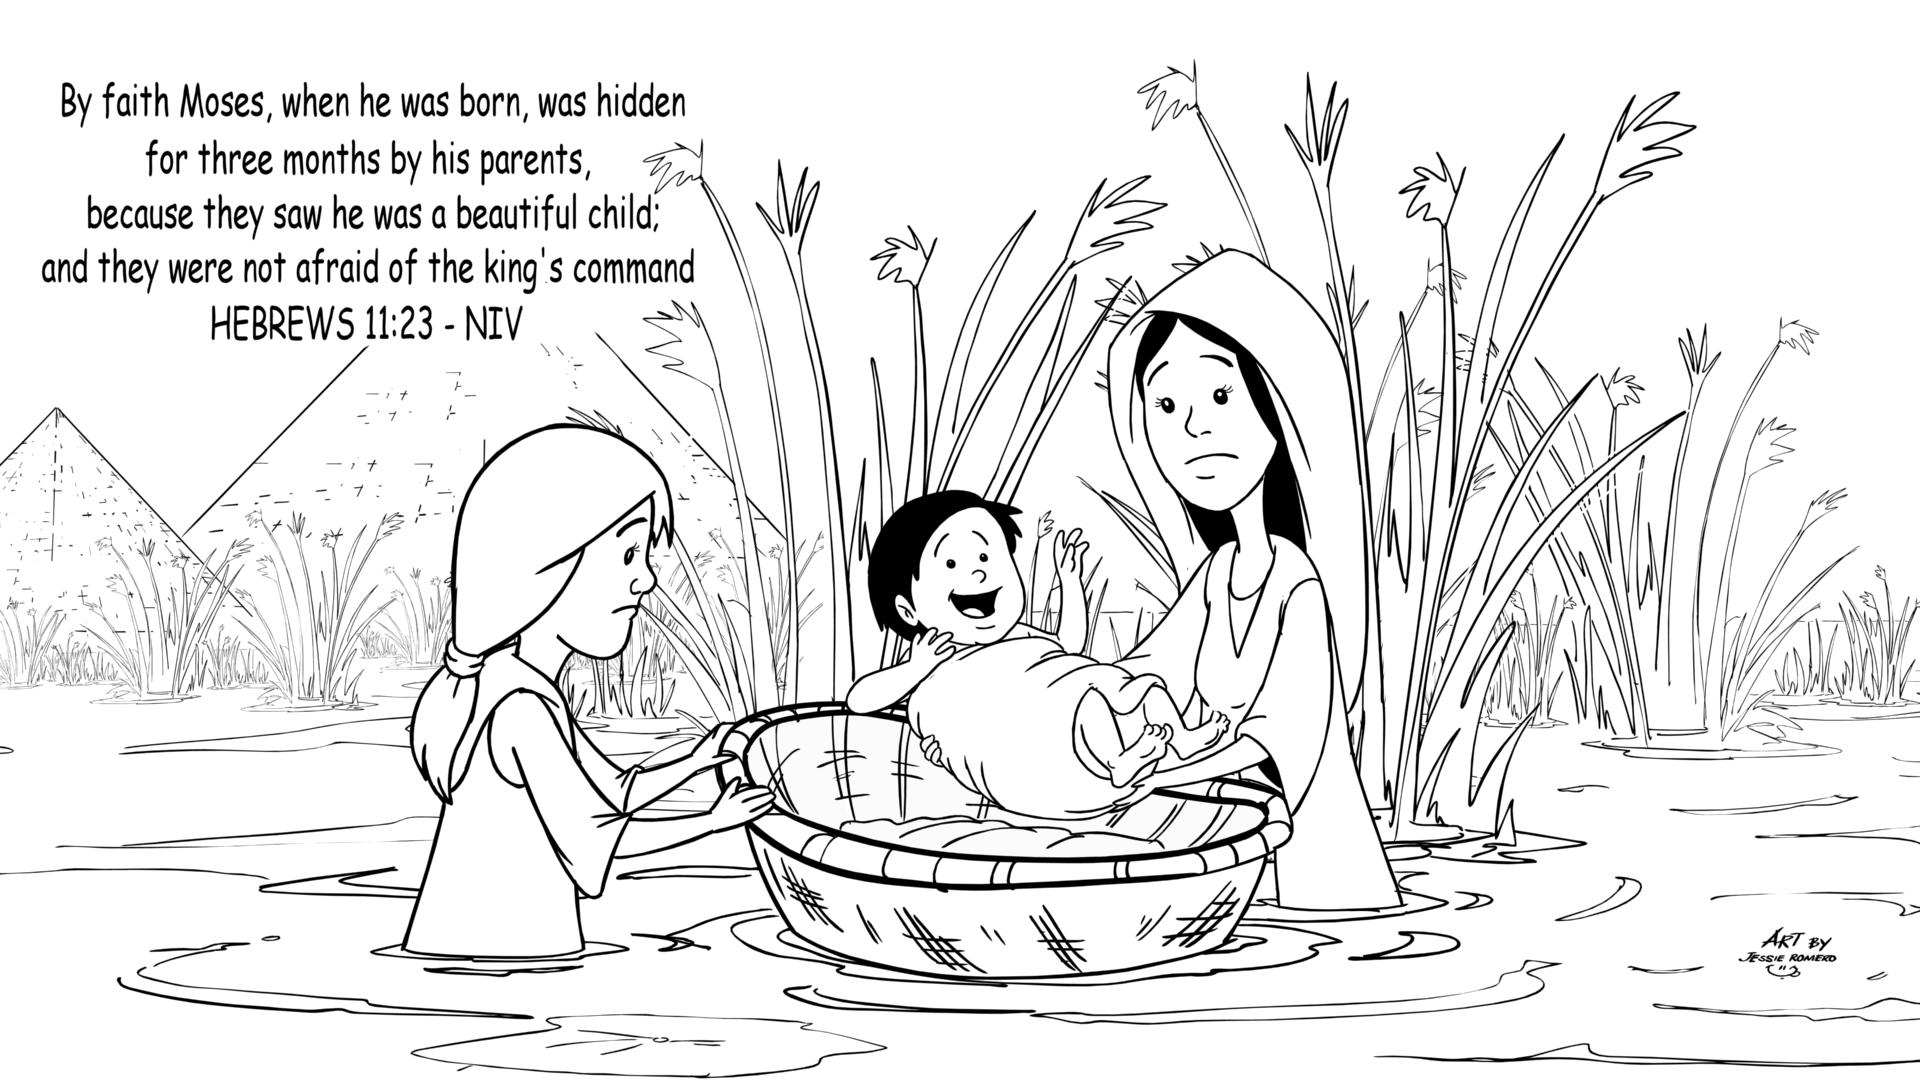 By faith Moses, when he was born, was hidden
for three months by his parents,
because they saw he was a beautiful child;
and they were not afraid of the king's command
HEBREWS 11:23 - NIV
ART BY
JESSIE ROMERO